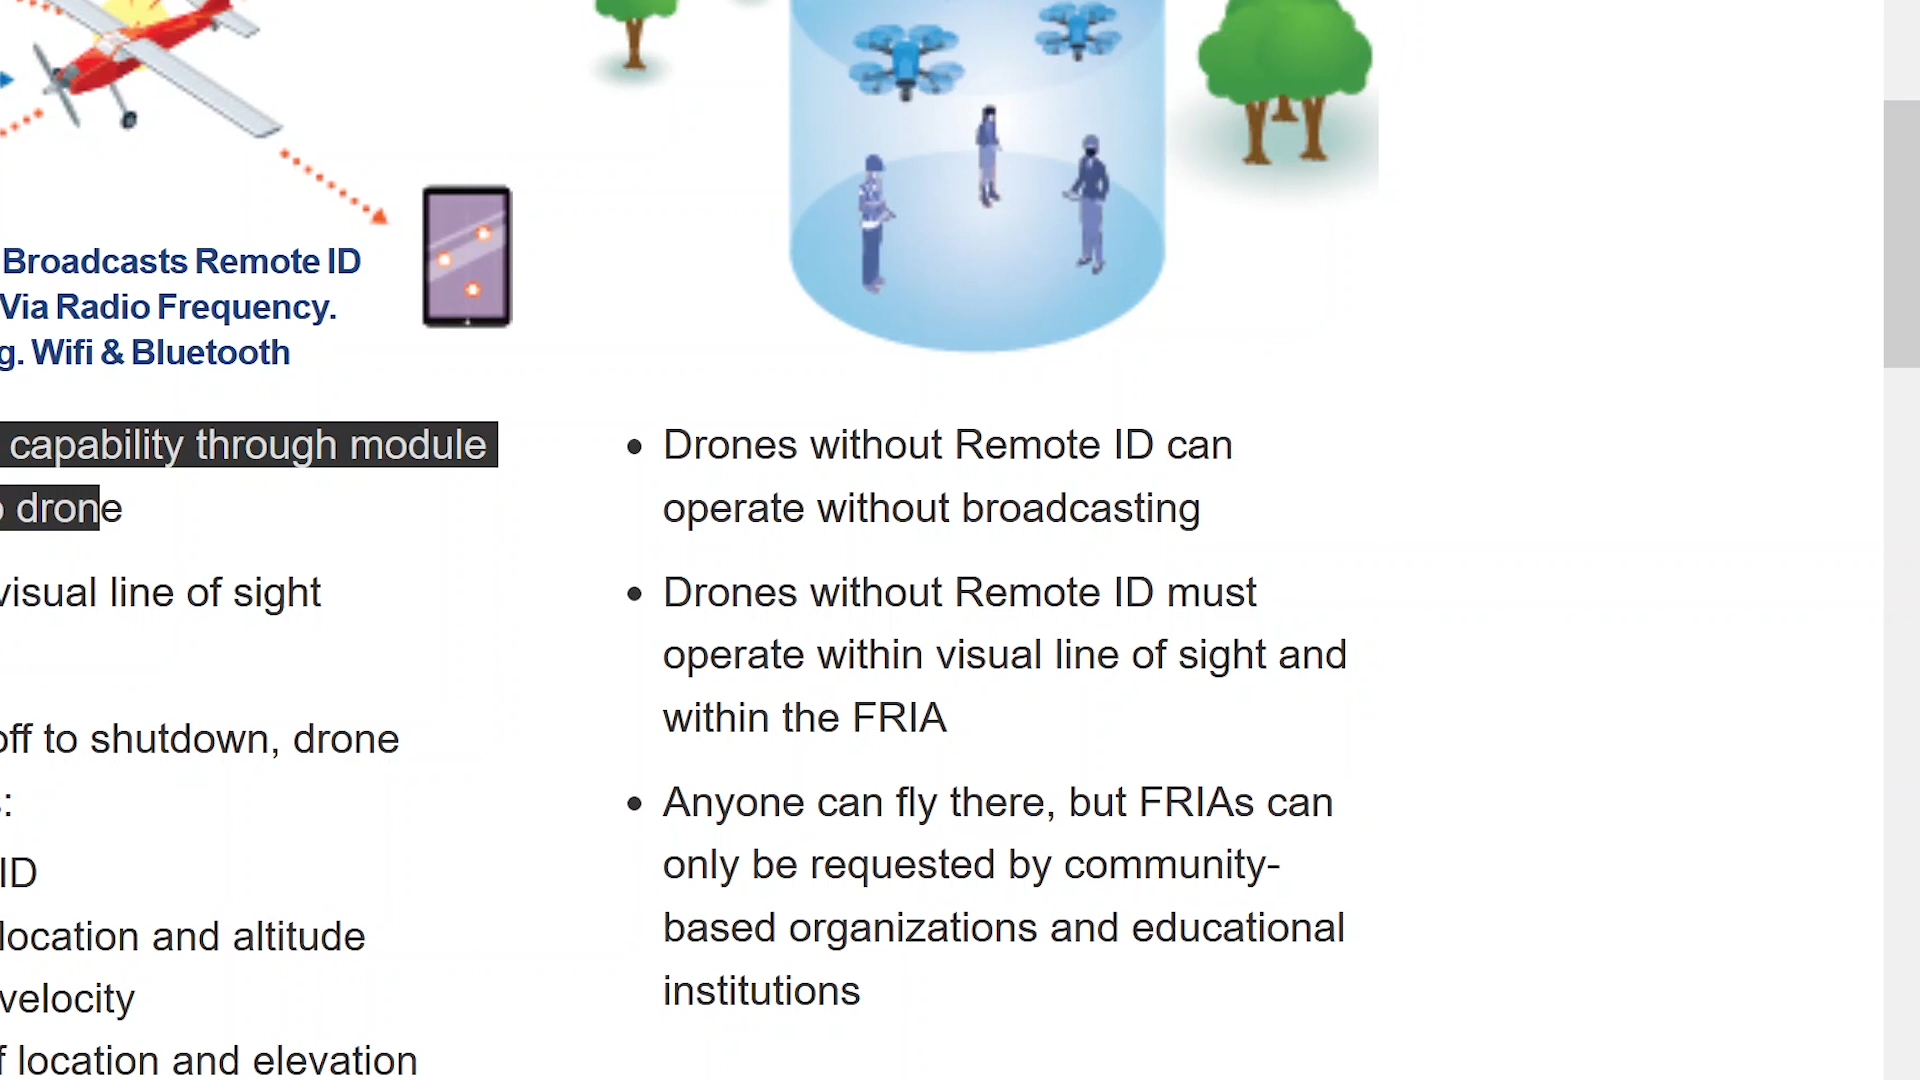 Broadcasts Remote ID
Via Radio Frequency.
g. Wifi & Bluetooth
capability through module
drone
visual line of sight
off to shutdown, drone
:
ID
location and altitude
velocity
f location and elevation
• Drones without Remote ID can
operate without broadcasting
• Drones without Remote ID must
operate within visual line of sight and
within the FRIA
• Anyone can fly there, but FRIAs can
only be requested by community-
based organizations and educational
institutions